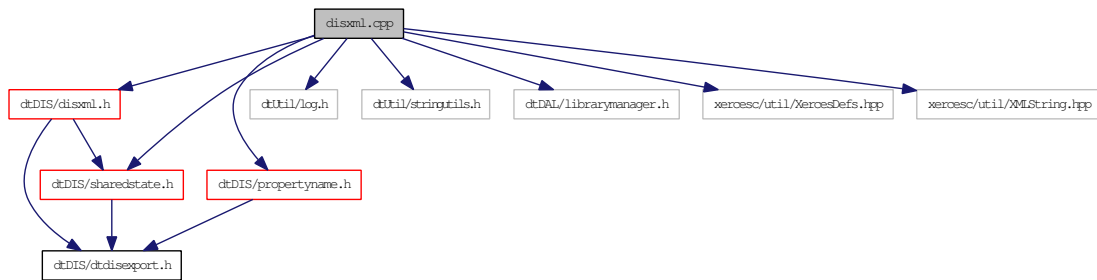 disxml.cpp
dtDIS/disxml.h
dtUtil/log.h
dtUtil/stringutils.h
dtDAL/librarymanager.h
xercesc/util/XercesDefs.hpp
xercesc/util/XMLString.hpp
dtDIS/sharedstate.h
dtDIS/propertyname.h
dtDIS/dtdisexport.h